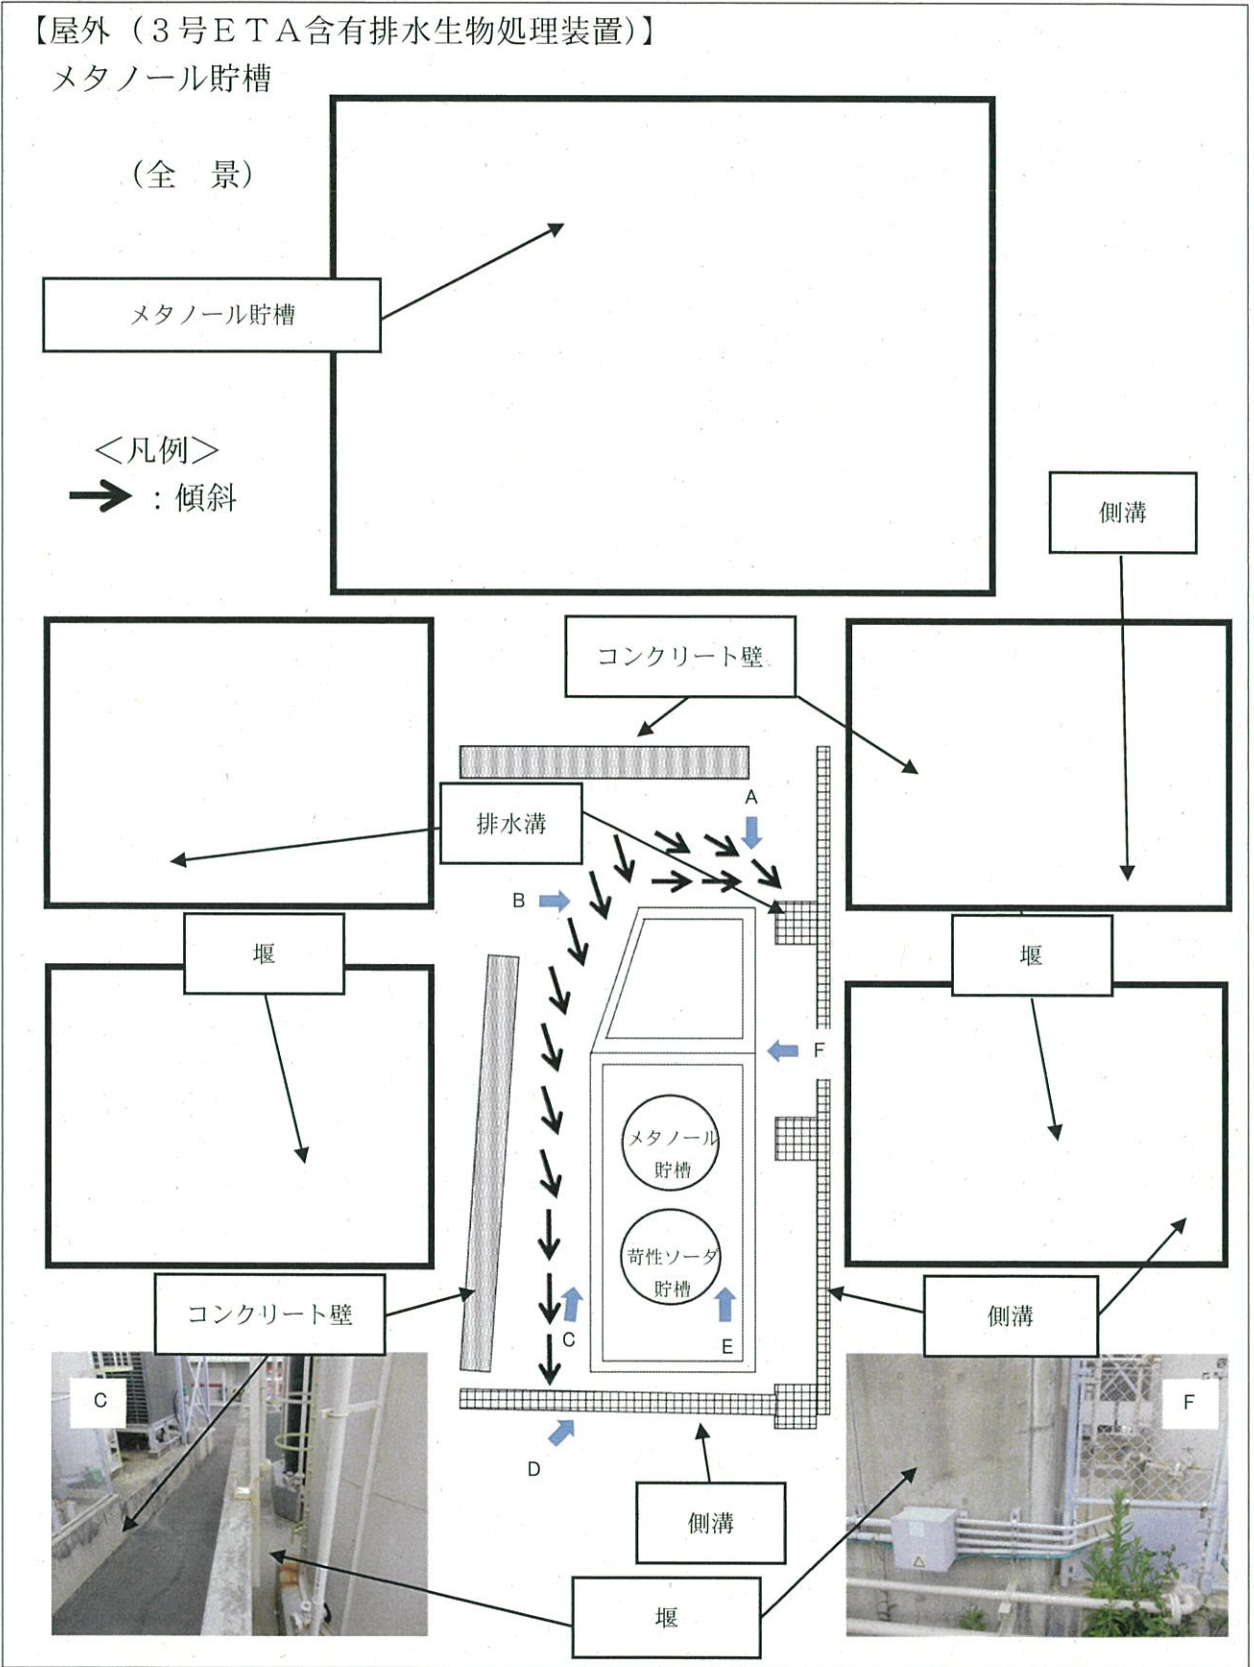 【屋外（３号ＥＴＡ含有排水生物処理装置）】
メタノール貯槽
（全　景）
メタノール貯槽
＜凡例＞
：傾斜
側溝
コンクリート壁
排水溝
A
B
堰
堰
F
メタノール
貯槽
苛性ソーダ
貯槽
コンクリート壁
C
E
側溝
C
F
D
側溝
堰